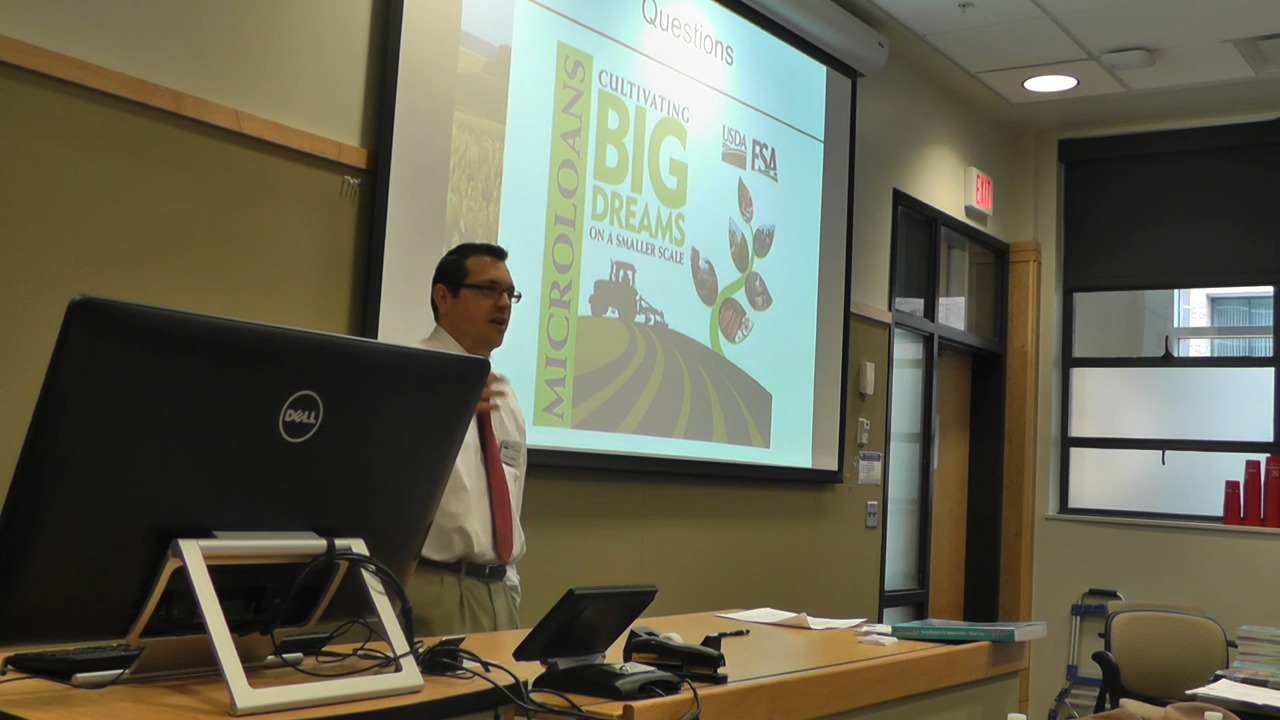 Questions
MICROLOANS
CULTIVATING
BIG
DREAMS
ON A SMALLER SCALE
USDA
FSA
EXIT
DELL